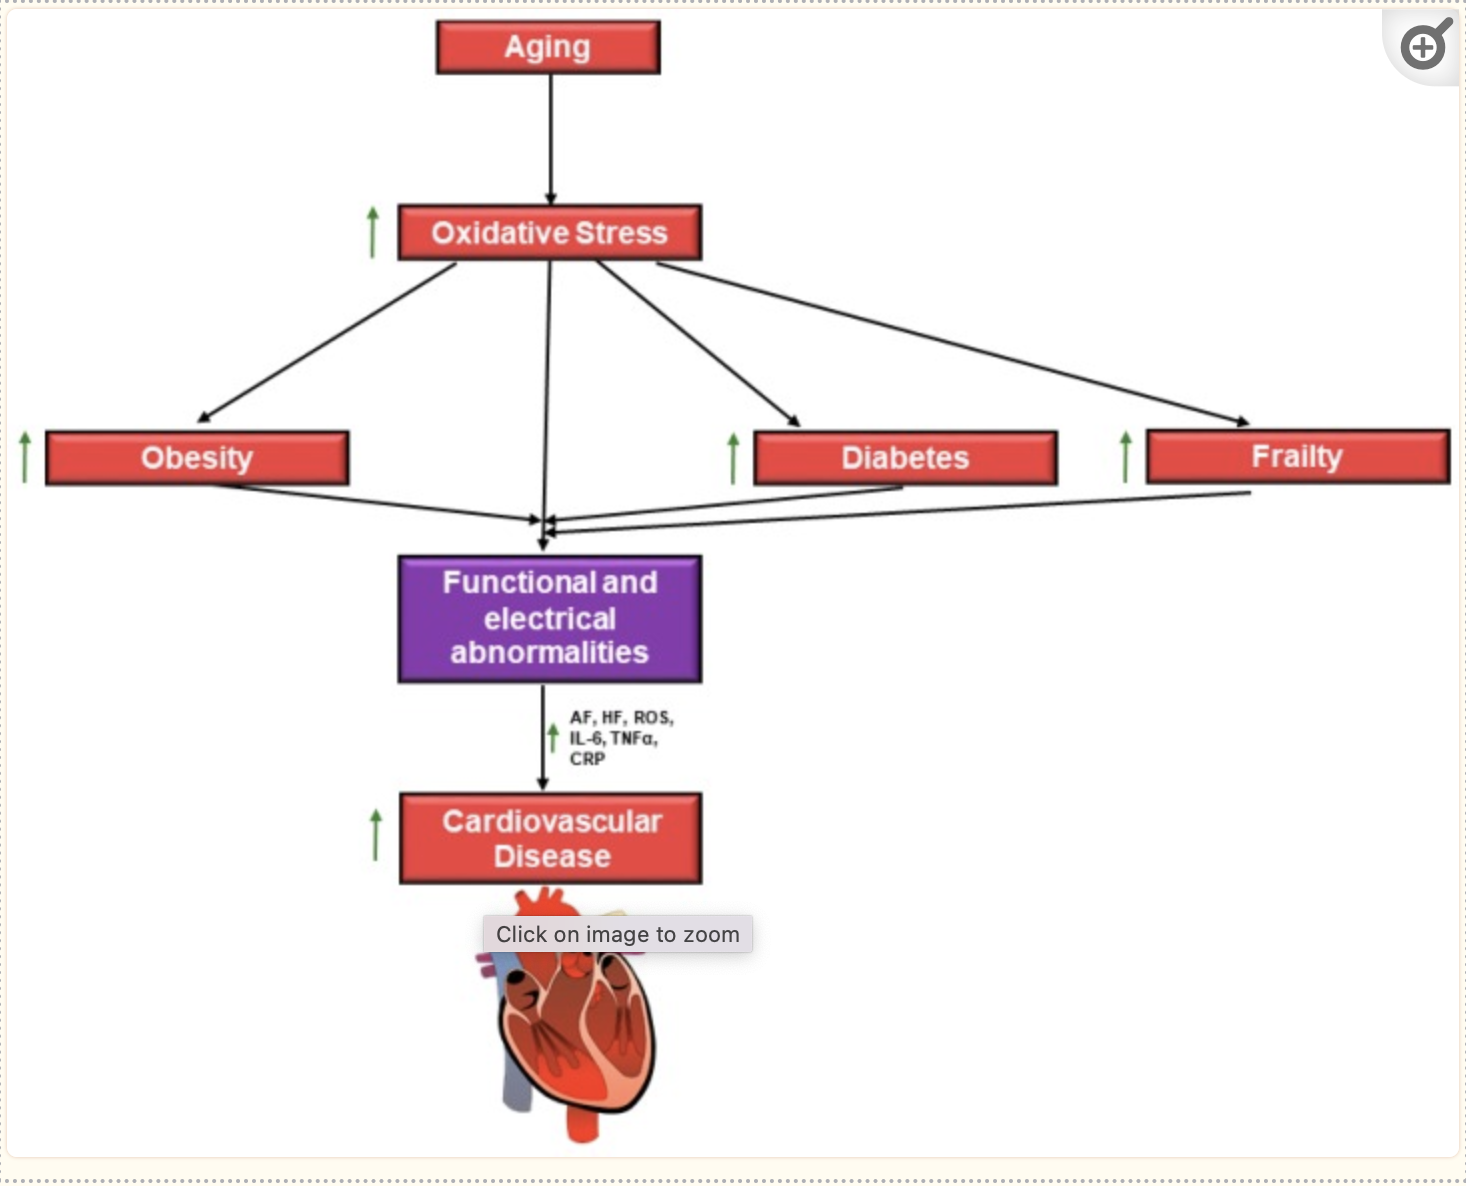 Aging
Oxidative Stress
Obesity
Diabetes
Frailty
Functional and
electrical
abnormalities
AF, HF, ROS,
IL-6, TNFα,
CRP
Cardiovascular
Disease
Click on image to zoom